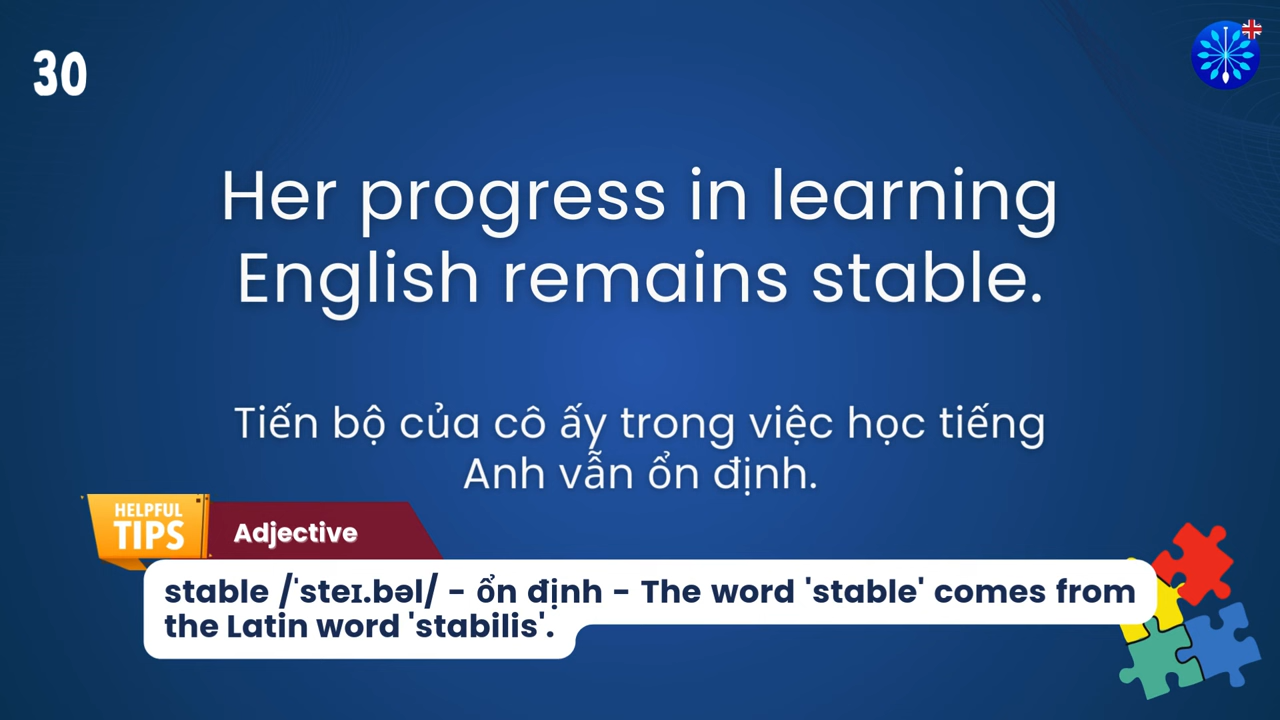 30
Her progress in learning
English remains stable.
Tiến bộ của cô ấy trong việc học tiếng
Anh vẫn ổn định.
HELPFUL
TIPS
Adjective
stable /ˈsteɪ.bəl/ - ổn định - The word 'stable' comes from
the Latin word 'stabilis'.